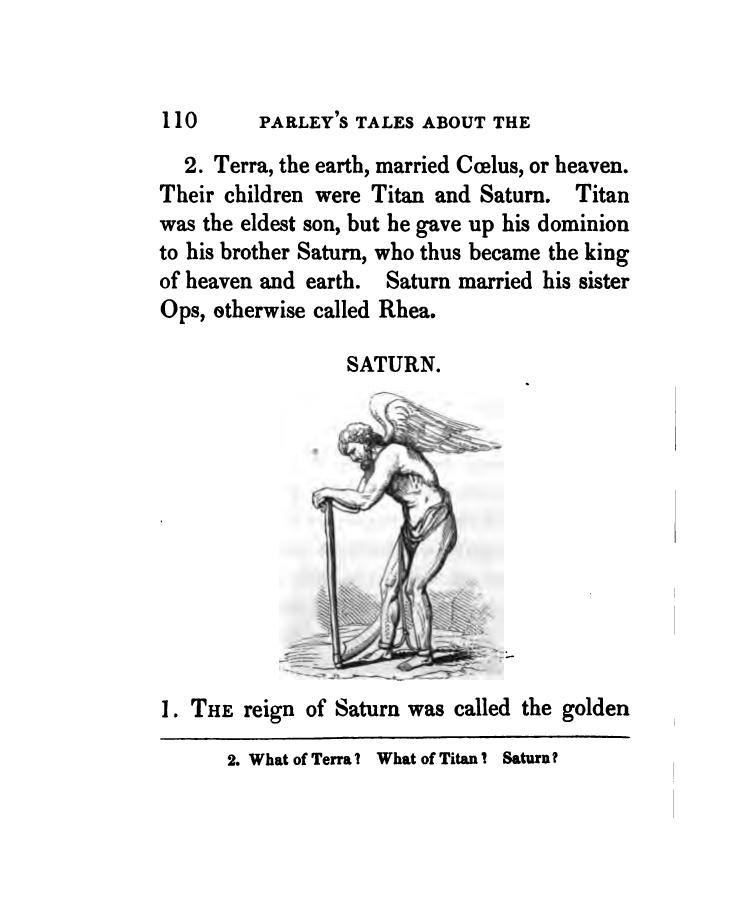 110 PARLEY'S TALES ABOUT THE
2. Terra, the earth, married Cœlus, or heaven.
Their children were Titan and Saturn. Titan
was the eldest son, but he gave up his dominion
to his brother Saturn, who thus became the king
of heaven and earth. Saturn married his sister
Ops, otherwise called Rhea.
SATURN.
1. THE reign of Saturn was called the golden
2. What of Terra? What of Titan? Saturn?